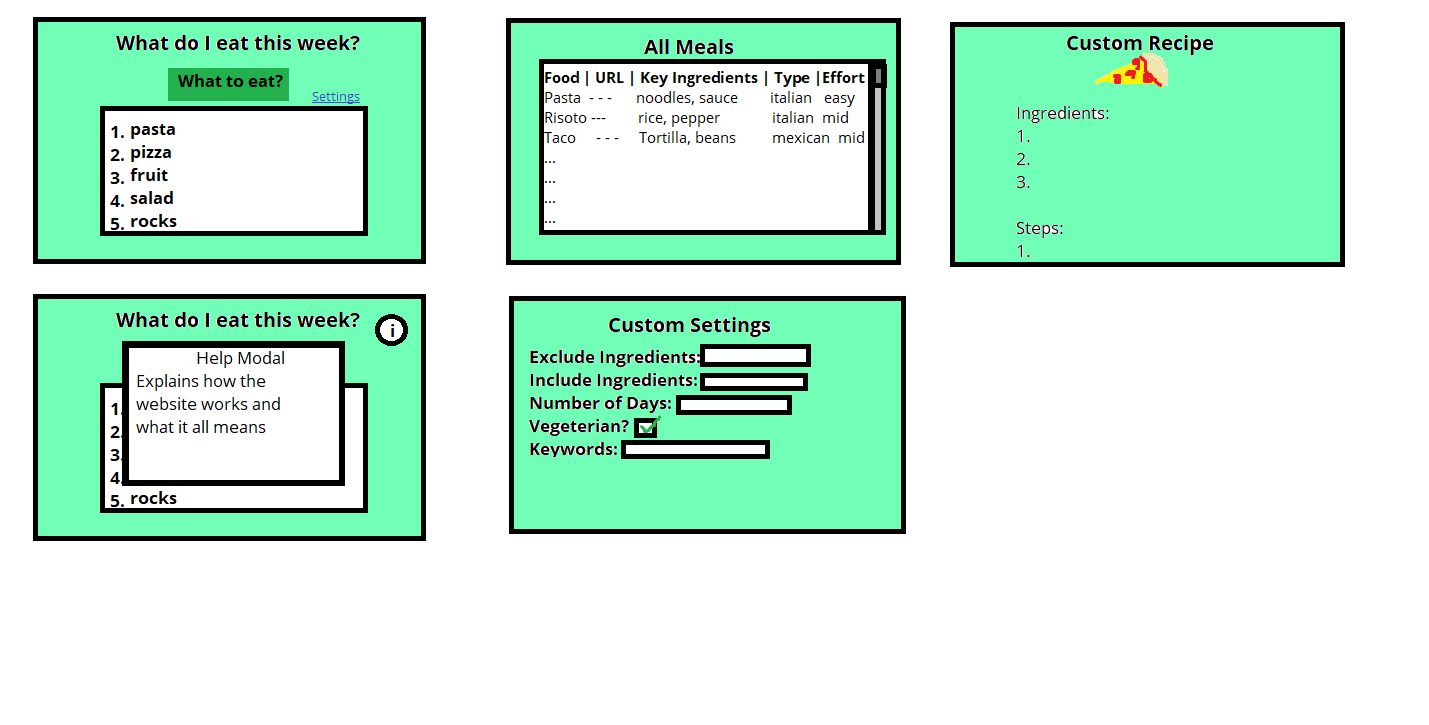 What do I eat this week?
What to eat?
Settings
1. pasta
2. pizza
3. fruit
4. salad
5. rocks
All Meals
Food | URL | Key Ingredients | Type |Effort
Pasta - - - noodles, sauce italian easy
Risoto --- rice, pepper italian mid
Taco - - - Tortilla, beans mexican mid
...
...
...
...
Custom Recipe
Ingredients:
1.
2.
3.
Steps:
1.
What do I eat this week?
i
Help Modal
Explains how the
website works and
what it all means
1.
2.
3.
4.
5. rocks
Custom Settings
Exclude Ingredients:
Include Ingredients:
Number of Days:
Vegeterian?
Keywords: